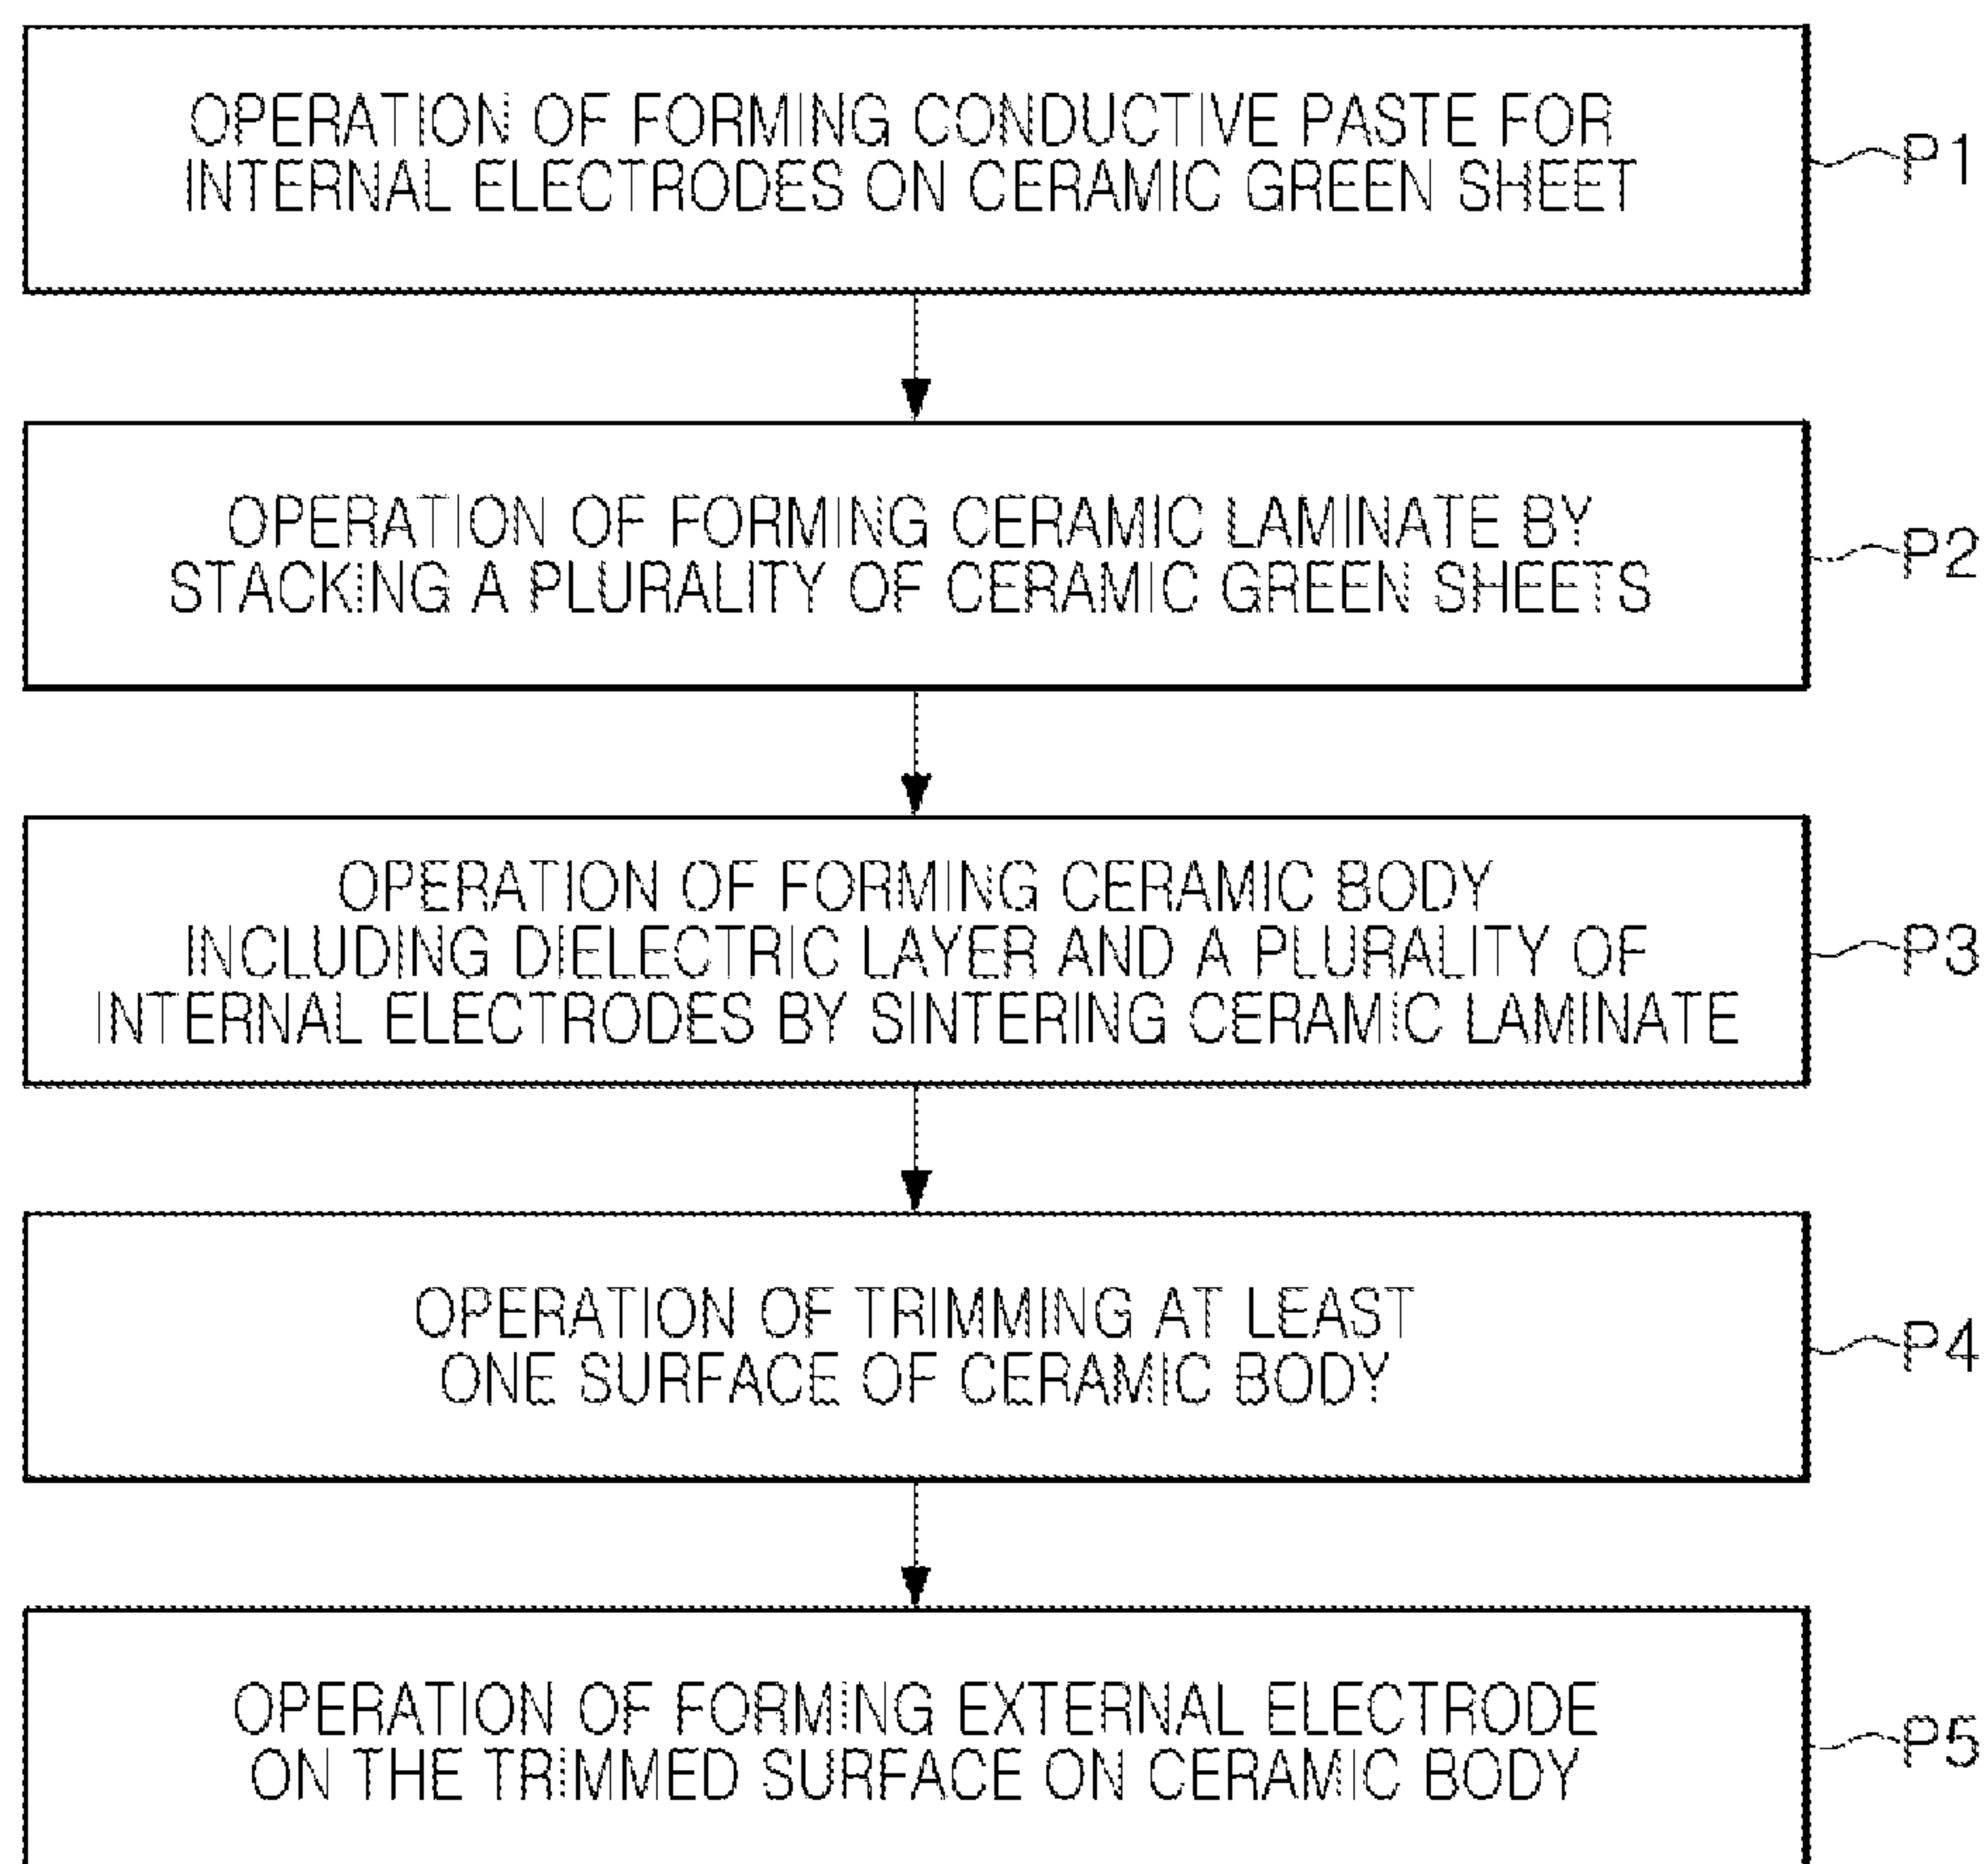 OPERATION OF FORMING CONDUCTIVE PASTE FOR
INTERNAL ELECTRODES ON CERAMIC GREEN SHEET
P1
OPERATION OF FORMING CERAMIC LAMINATE BY
STACKING A PLURALITY OF CERAMIC GREEN SHEETS
P2
OPERATION OF FORMING CERAMIC BODY
INCLUDING DIELECTRIC LAYER AND A PLURALITY OF
INTERNAL ELECTRODES BY SINTERING CERAMIC LAMINATE
P3
OPERATION OF TRIMMING AT LEAST
ONE SURFACE OF CERAMIC BODY
P4
OPERATION OF FORMING EXTERNAL ELECTRODE
ON THE TRIMMED SURFACE ON CERAMIC BODY
P5